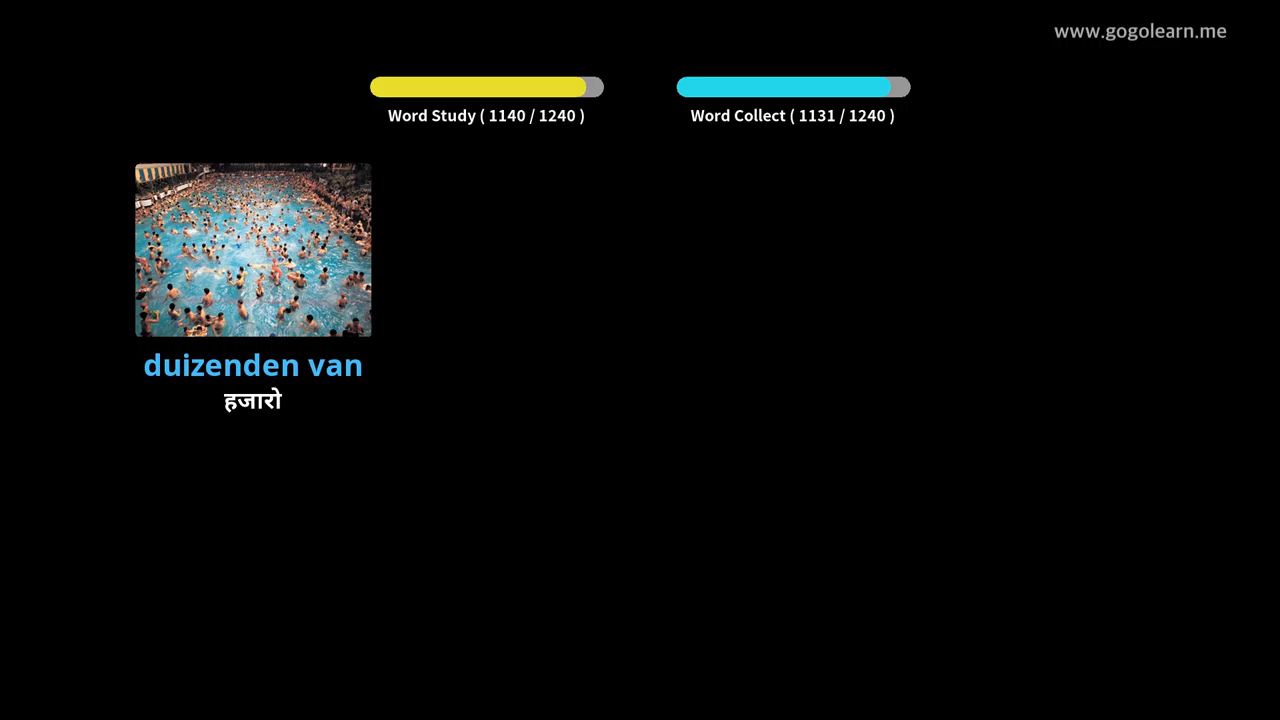 www.gogolearn.me
Word Study ( 1140 / 1240 )
Word Collect ( 1131 / 1240 )
duizenden van
हजारो